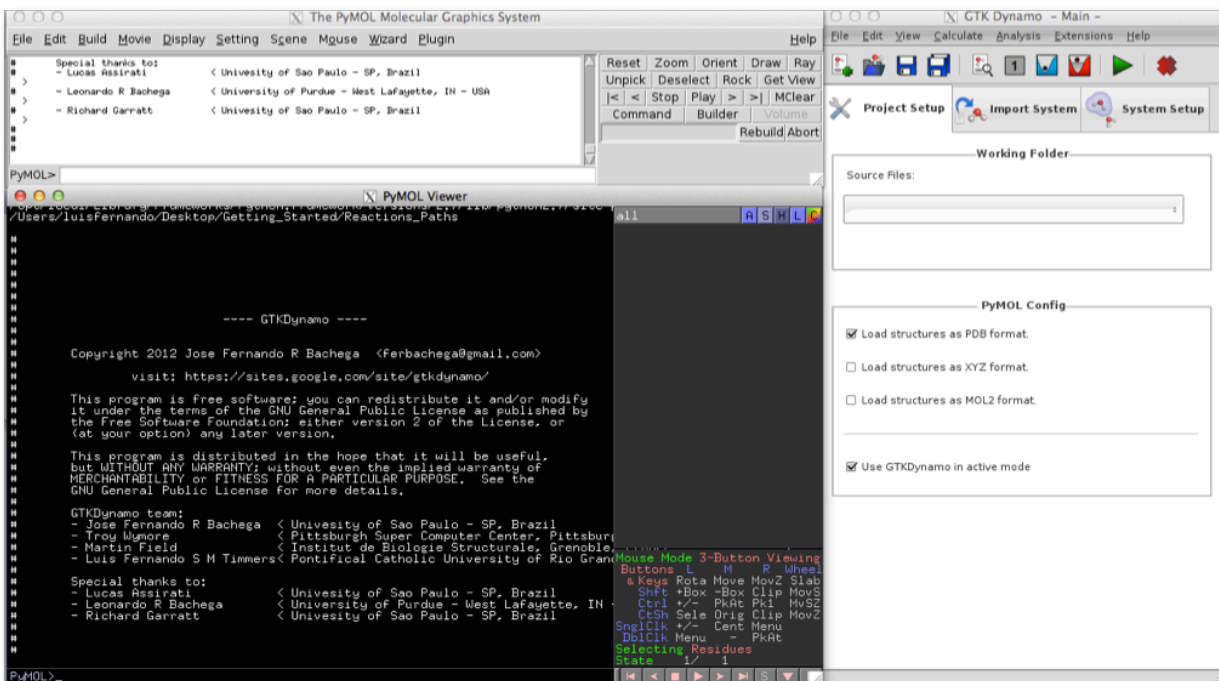 The PyMOL Molecular Graphics System
File Edit Build Movie Display Setting Scene Mouse Wizard Plugin Help
# Special thanks to:
# - Lucas Assirati < Univesity of Sao Paulo - SP, Brazil
>
- Leonardo R Bachega < University of Purdue - West Lafayette, IN - USA
>
- Richard Garratt < University of Sao Paulo - SP, Brazil
>
#
#
#
PyMOL>
Reset Zoom Orient Draw Ray
Unpick Deselect Rock Get View
|< < Stop Play > >| MClear
Command Builder Volume
Rebuild Abort
PyMOL Viewer
/Users/luisfernando/Desktop/Getting_Started/Reactions_Paths
---- GTKDynamo ----
Copyright 2012 Jose Fernando R Bachega <ferbachega@gmail.com>
visit: https://sites.google.com/site/gtkdynamo/
This program is free software; you can redistribute it and/or modify
it under the terms of the GNU General Public License as published by
the Free Software Foundation; either version 2 of the License, or
(at your option) any later version.
This program is distributed in the hope that it will be useful,
but WITHOUT ANY WARRANTY; without even the implied warranty of
MERCHANTABILITY or FITNESS FOR A PARTICULAR PURPOSE. See the
GNU General Public License for more details.
GTKDynamo team:
- Jose Fernando R Bachega < Univesity of Sao Paulo - SP, Brazil
- Troy Wymore < Pittsburgh Super Computer Center, Pittsburg
- Martin Field < Institut de Biologie Structurale, Grenoble,
- Luis Fernando S M Timmers< Pontifical Catholic University of Rio Gran
Special thanks to:
- Lucas Assirati < Univesity of Sao Paulo - SP, Brazil
- Leonardo R Bachega < University of Purdue - West Lafayette, IN -
- Richard Garratt < University of Sao Paulo - SP, Brazil
PyMOL>_
all A S H L C
Mouse Mode 3-Button Viewing
Buttons L M R Wheel
& Keys Rota Move MovZ Slab
Shft +Box -Box Clip MovS
Ctrl +/- PkAt Pk1 MvSZ
CtSh Sele Orig Clip MovZ
SnglClk +/- Cent Menu
DblClk Menu - PkAt
Selecting Residues
State 1/ 1
S
GTK Dynamo - Main -
File Edit View Calculate Analysis Extensions Help
1
Project Setup Import System System Setup
Working Folder
Source Files:
PyMOL Config
Load structures as PDB format.
Load structures as XYZ format.
Load structures as MOL2 format.
Use GTKDynamo in active mode